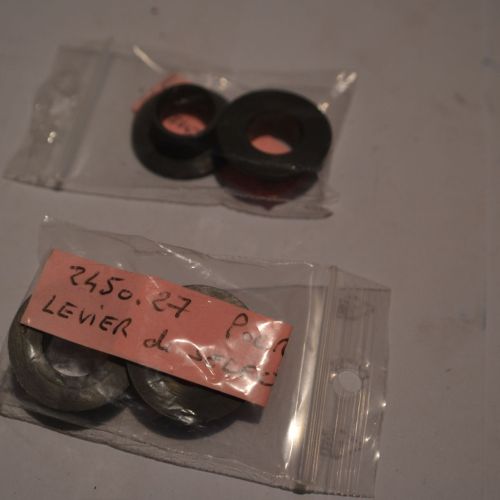 2450.27 POUR
LEVIER de